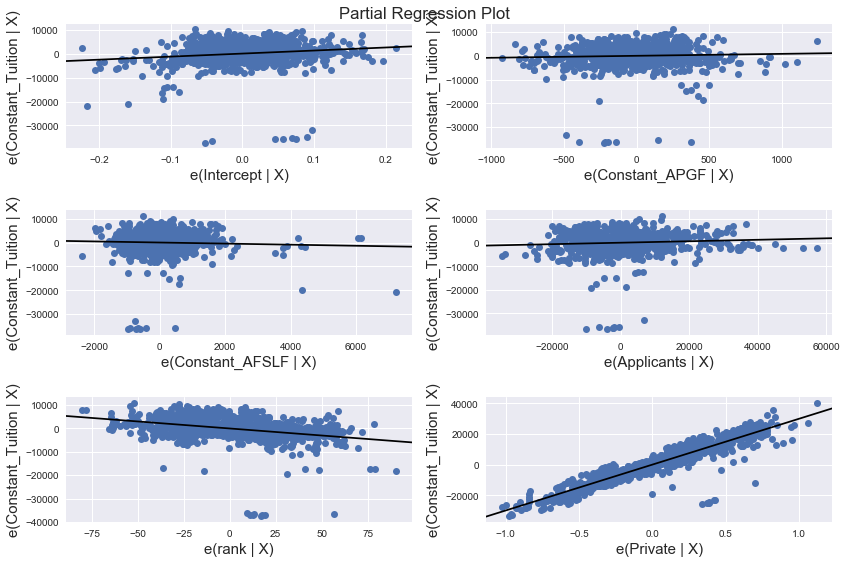 Partial Regression Plot
e(Constant_Tuition | X)
10000
0
−10000
−20000
−30000
−0.2 −0.1 0.0 0.1 0.2
e(Intercept | X)
e(Constant_Tuition | X)
10000
0
−10000
−20000
−30000
−1000 −500 0 500 1000
e(Constant_APGF | X)
e(Constant_Tuition | X)
10000
0
−10000
−20000
−30000
−2000 0 2000 4000 6000
e(Constant_AFSLF | X)
e(Constant_Tuition | X)
10000
0
−10000
−20000
−30000
−20000 0 20000 40000 60000
e(Applicants | X)
e(Constant_Tuition | X)
10000
0
−10000
−20000
−30000
−40000
−75 −50 −25 0 25 50 75
e(rank | X)
e(Constant_Tuition | X)
40000
20000
0
−20000
−1.0 −0.5 0.0 0.5 1.0
e(Private | X)